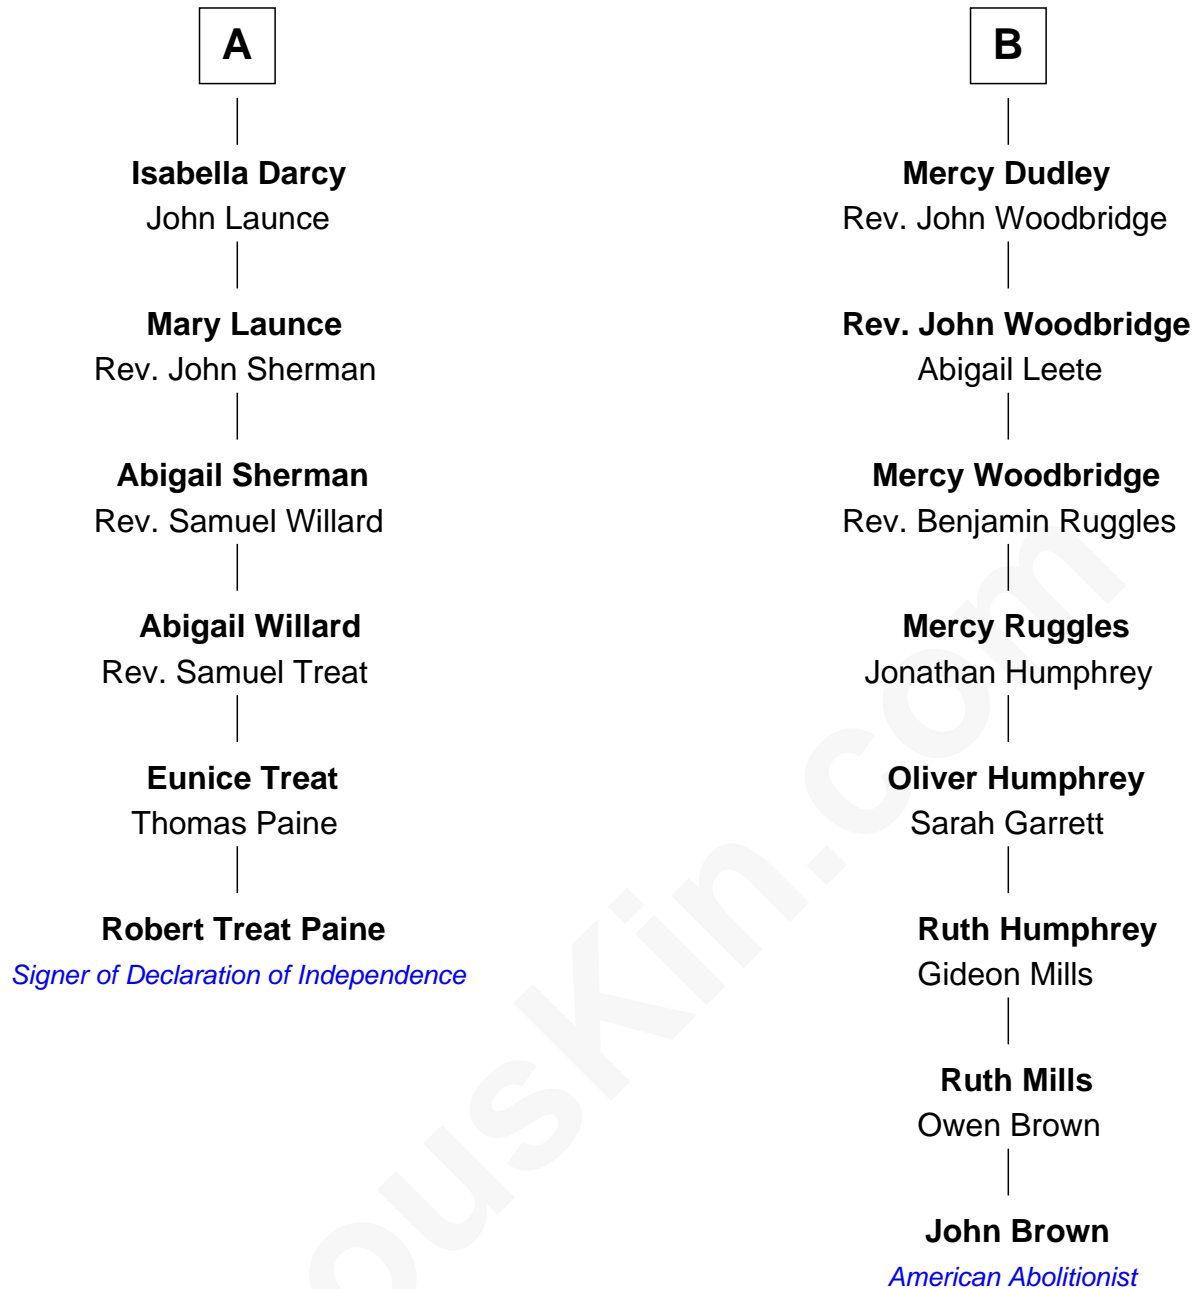 A
Isabella Darcy
John Launce
Mary Launce
Rev. John Sherman
Abigail Sherman
Rev. Samuel Willard
Abigail Willard
Rev. Samuel Treat
Eunice Treat
Thomas Paine
Robert Treat Paine
Signer of Declaration of Independence
B
Mercy Dudley
Rev. John Woodbridge
Rev. John Woodbridge
Abigail Leete
Mercy Woodbridge
Rev. Benjamin Ruggles
Mercy Ruggles
Jonathan Humphrey
Oliver Humphrey
Sarah Garrett
Ruth Humphrey
Gideon Mills
Ruth Mills
Owen Brown
John Brown
American Abolitionist
ousKin.com